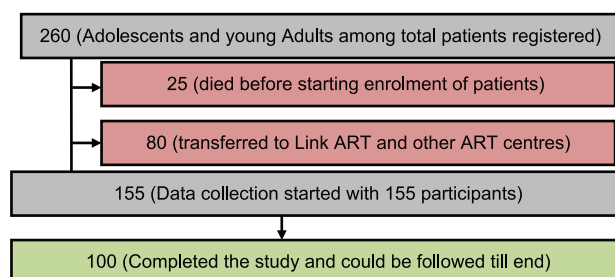 260 (Adolescents and young Adults among total patients registered)
25 (died before starting enrolment of patients)
80 (transferred to Link ART and other ART centres)
155 (Data collection started with 155 participants)
100 (Completed the study and could be followed till end)